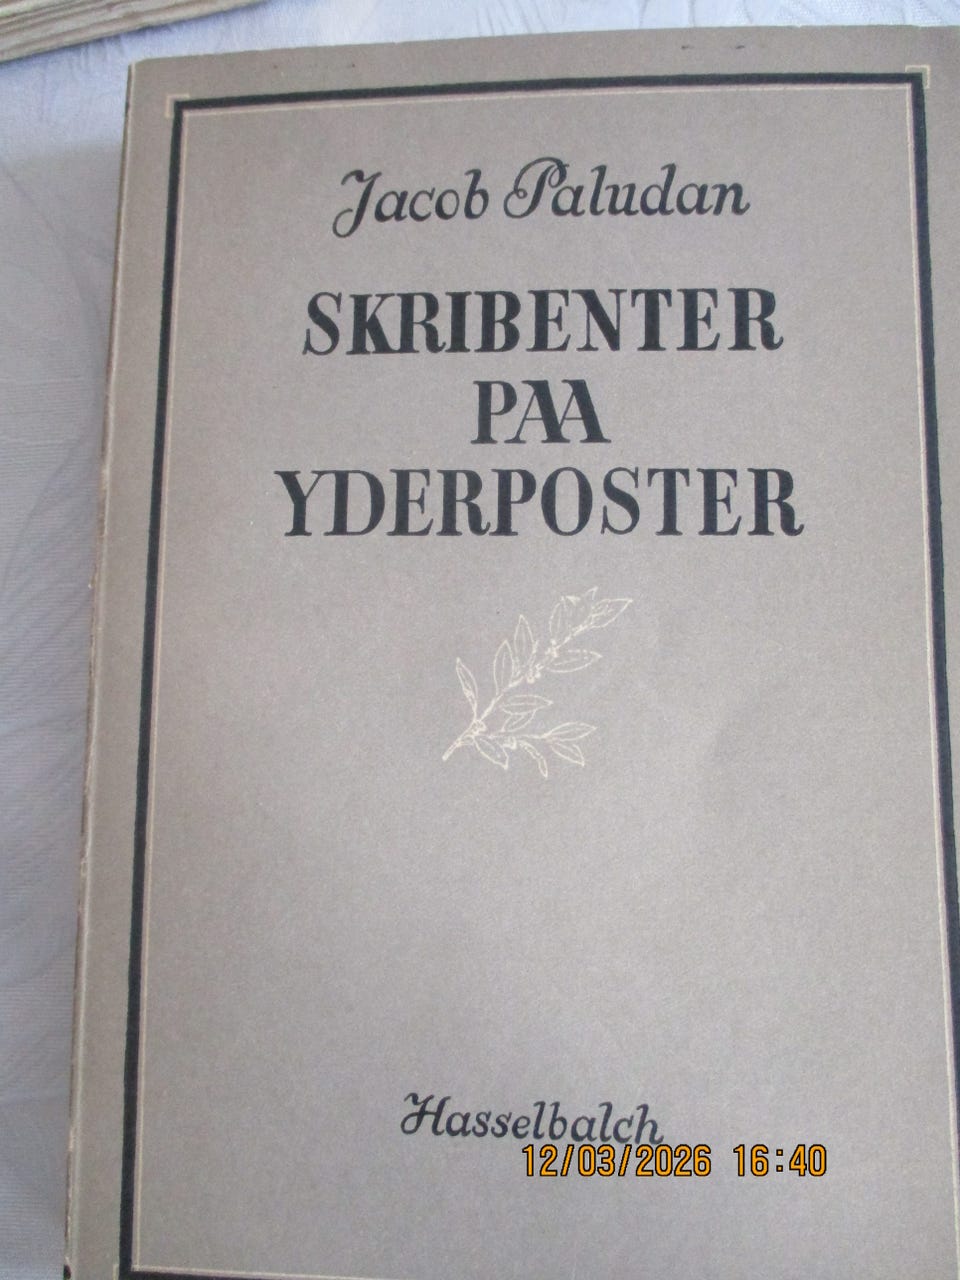 Jacob Paludan
SKRIBENTER
PAA
YDERPOSTER
Hasselbalch
12/03/2026 16:40